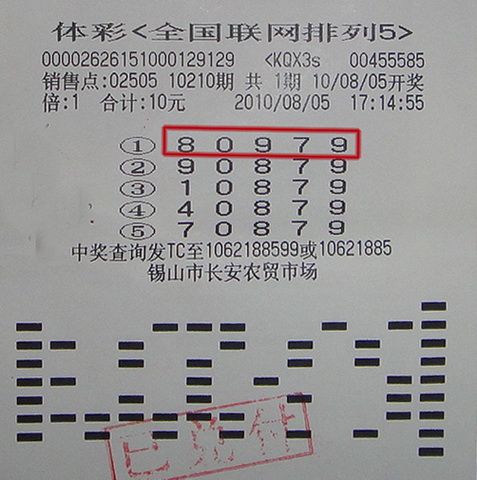 体彩<全国联网排列5>
00002626151000129129 <KQX3s 00455585
销售点:02505 10210期 共 1期 10/08/05开奖
倍:1 合计:10元 2010/08/05 17:14:55
① 8 0 9 7 9
② 9 0 8 7 9
③ 1 0 8 7 9
④ 4 0 8 7 9
⑤ 7 0 8 7 9
中奖查询发TC至1062188599或10621885
锡山市长安农贸市场
已兑付